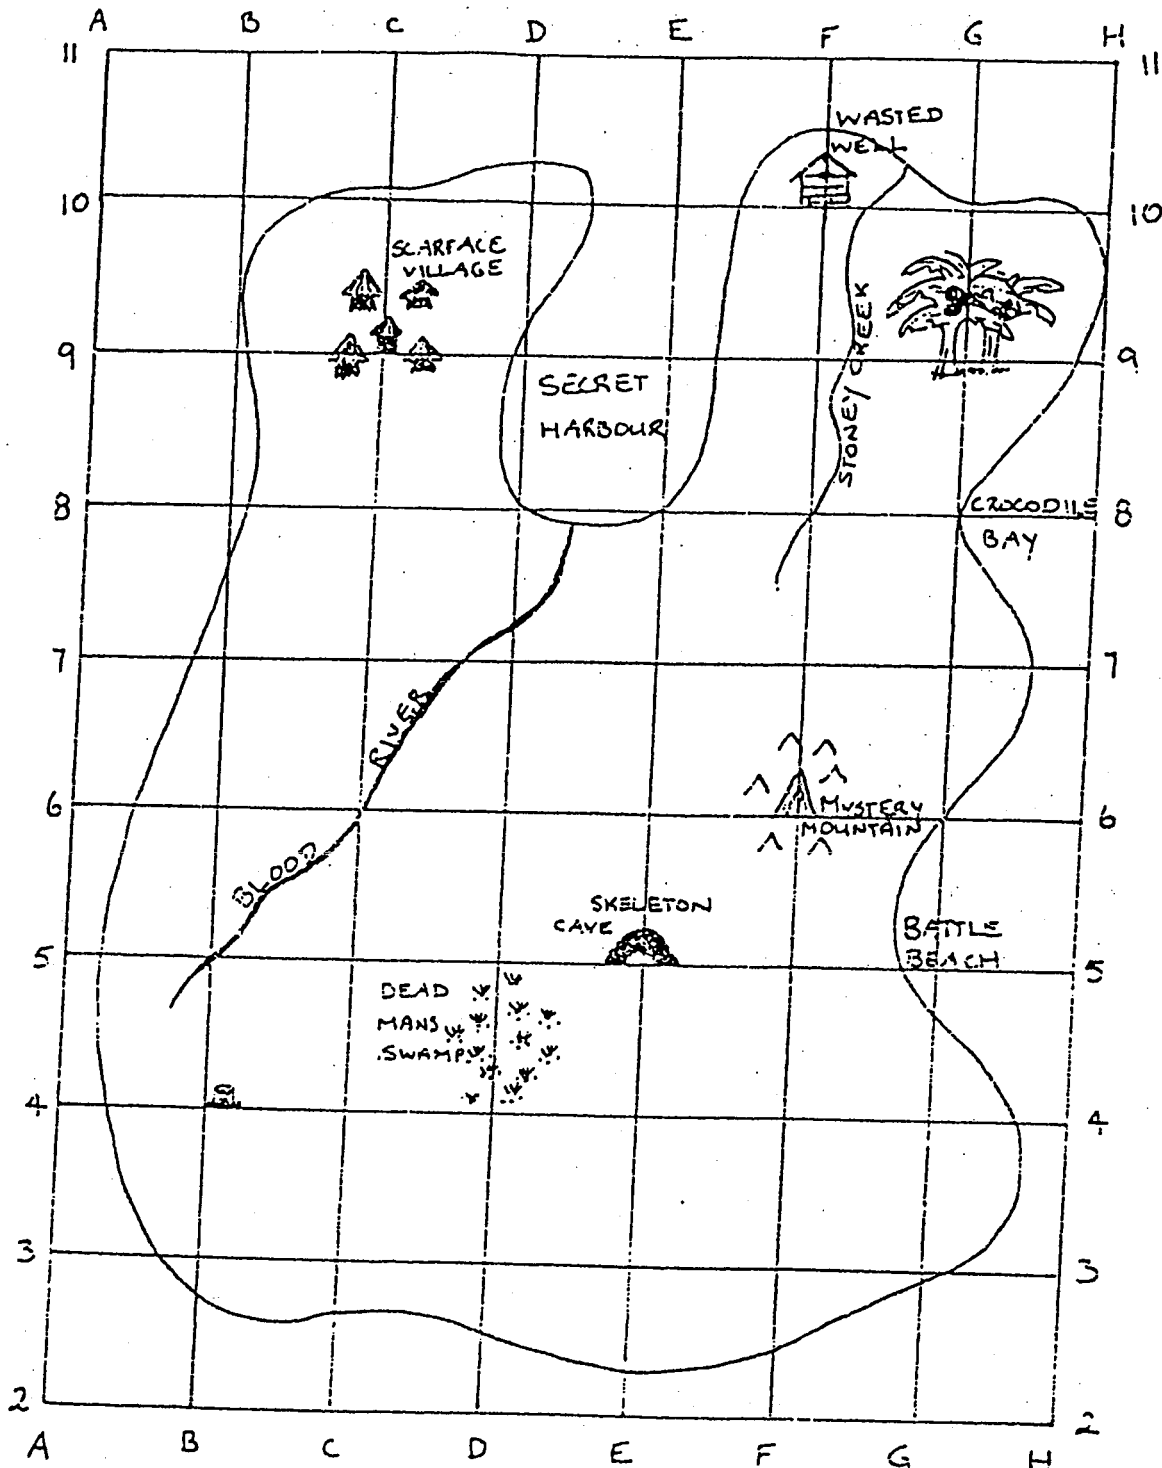 A B C D E F G H
11 11
WASTED
WELL
10 10
SCARFACE
VILLAGE
9 9
SECRET
HARBOUR
STONEY CREEK
8 8
CROCODILE
BAY
7 7
RIVER
6 6
MYSTERY
MOUNTAIN
BLOOD
SKELETON
CAVE
BATTLE
BEACH
5 5
DEAD
MANS
SWAMP
4 4
3 3
2 2
A B C D E F G H